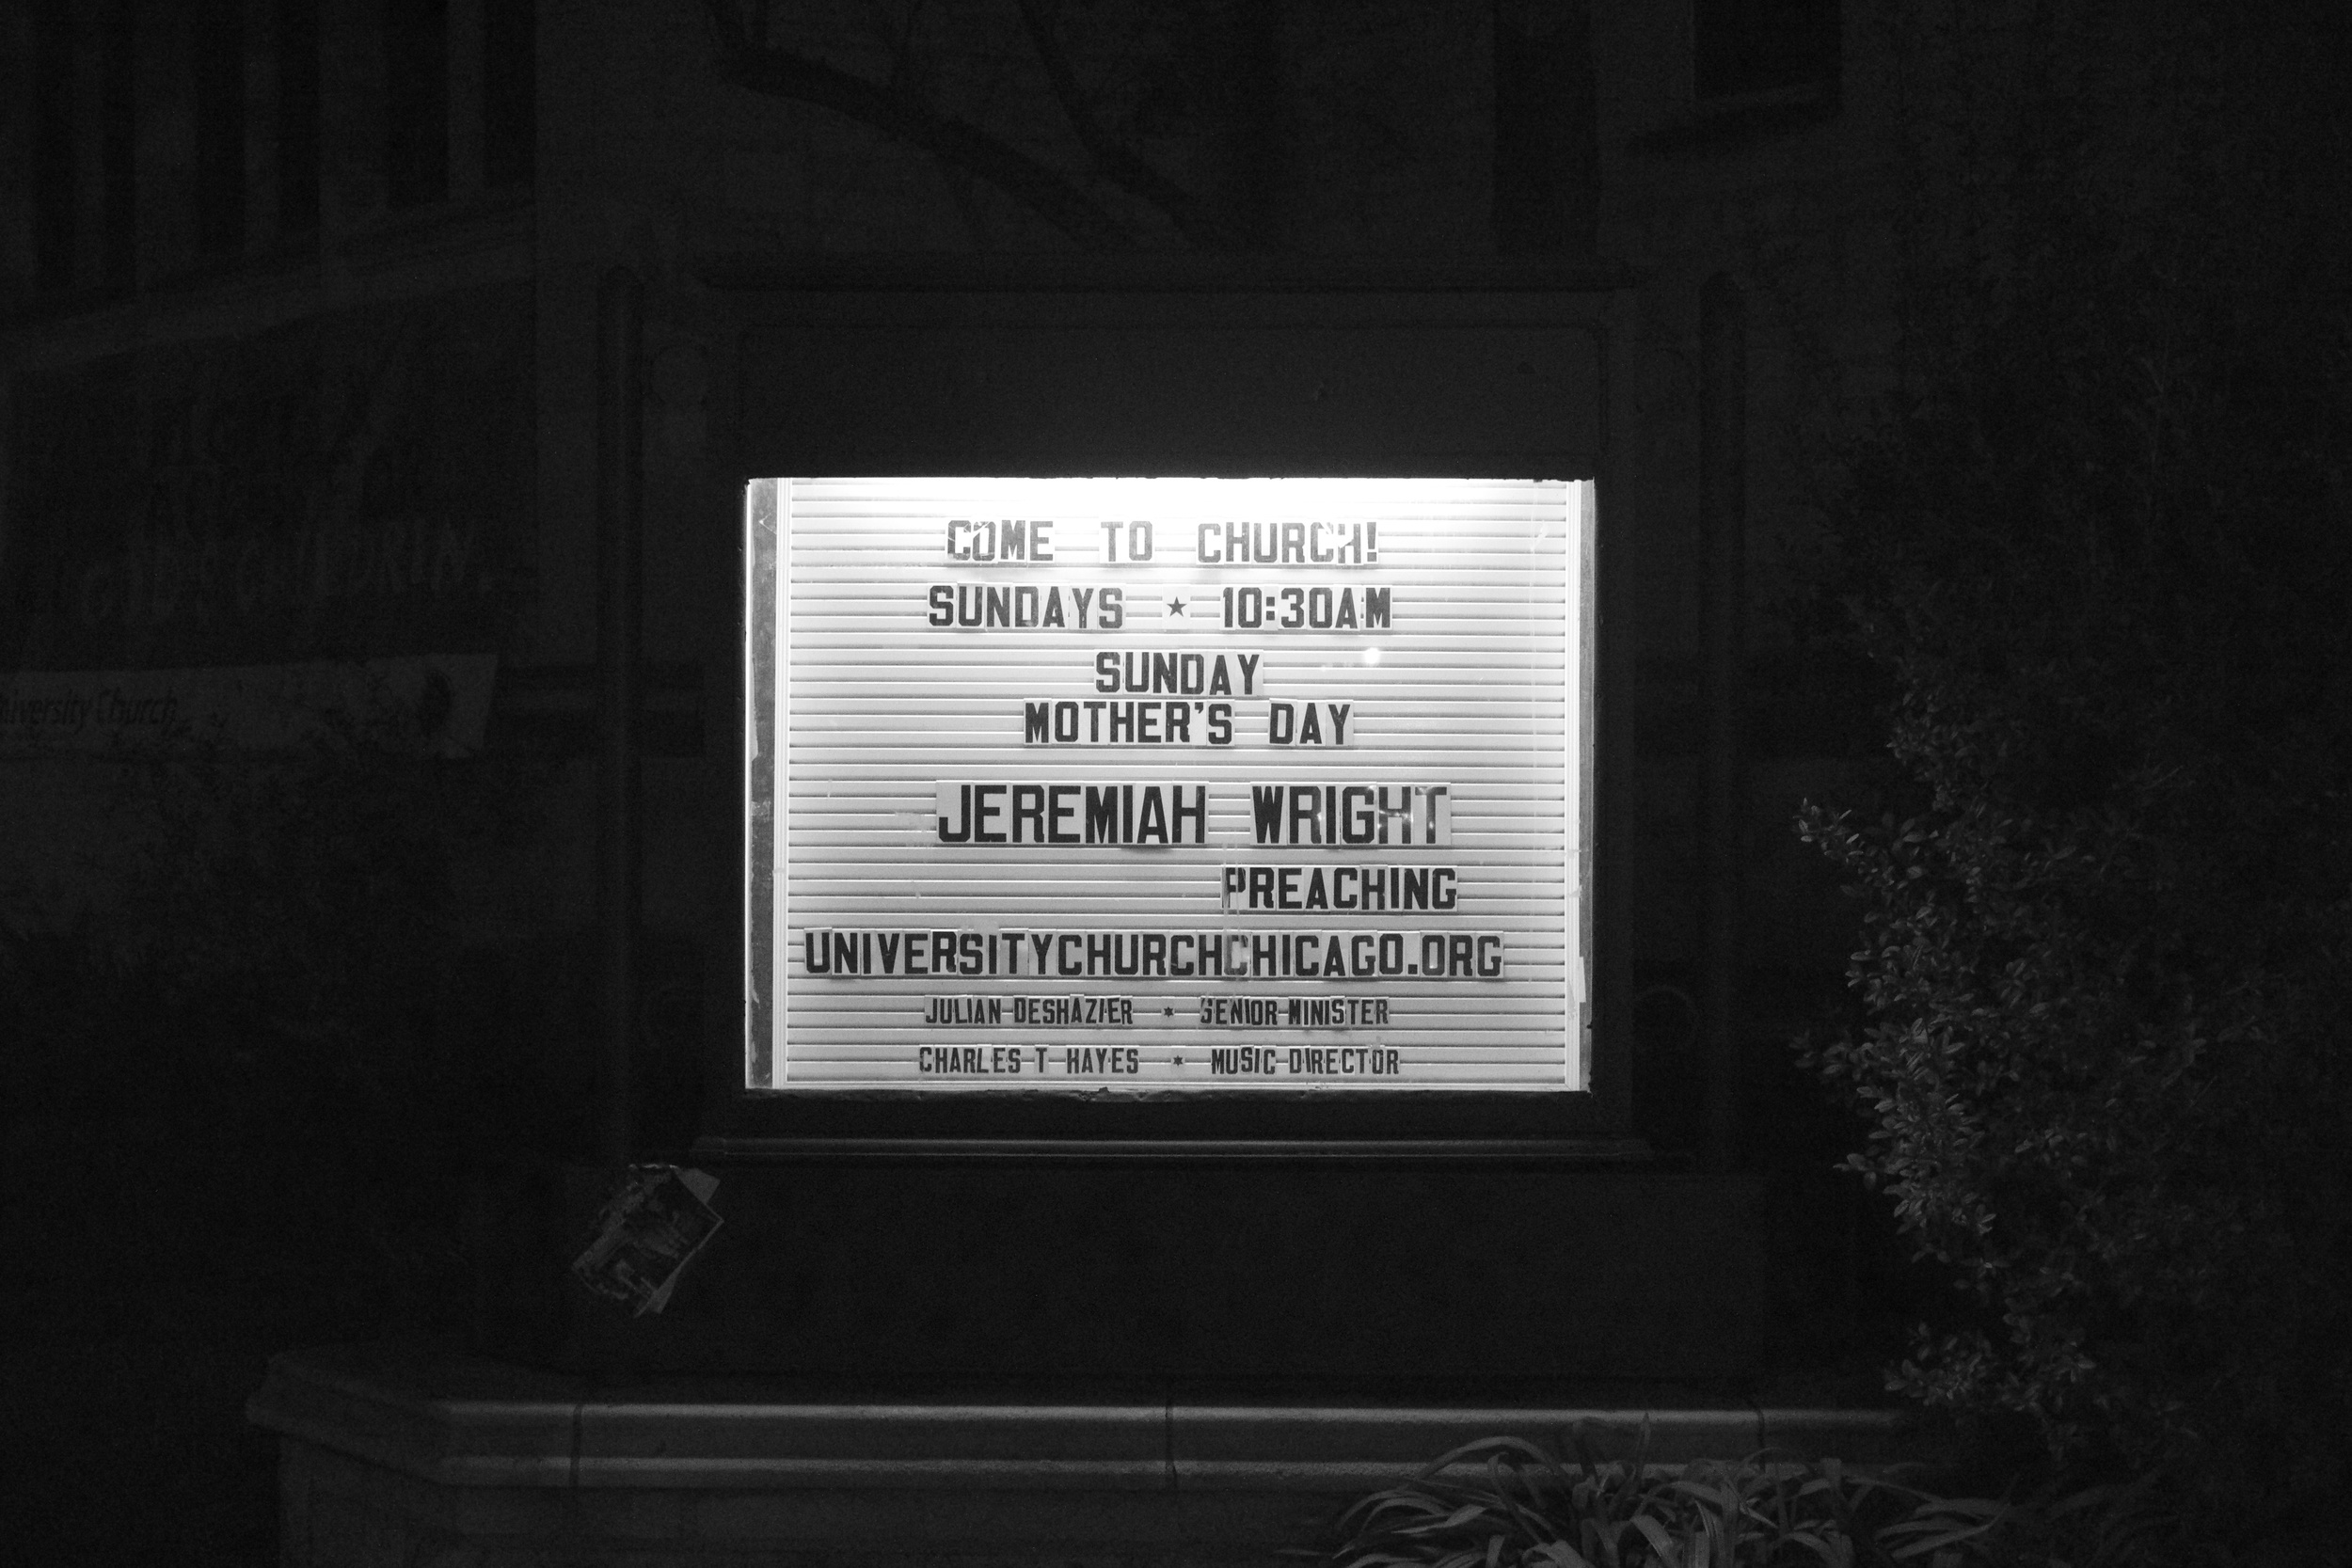 COME TO CHURCH!
SUNDAYS ★ 10:30AM
SUNDAY
MOTHER'S DAY
JEREMIAH WRIGHT
PREACHING
UNIVERSITYCHURCHCHICAGO.ORG
JULIAN DESHAZIER ★ SENIOR MINISTER
CHARLES T HAYES ★ MUSIC DIRECTOR
Church